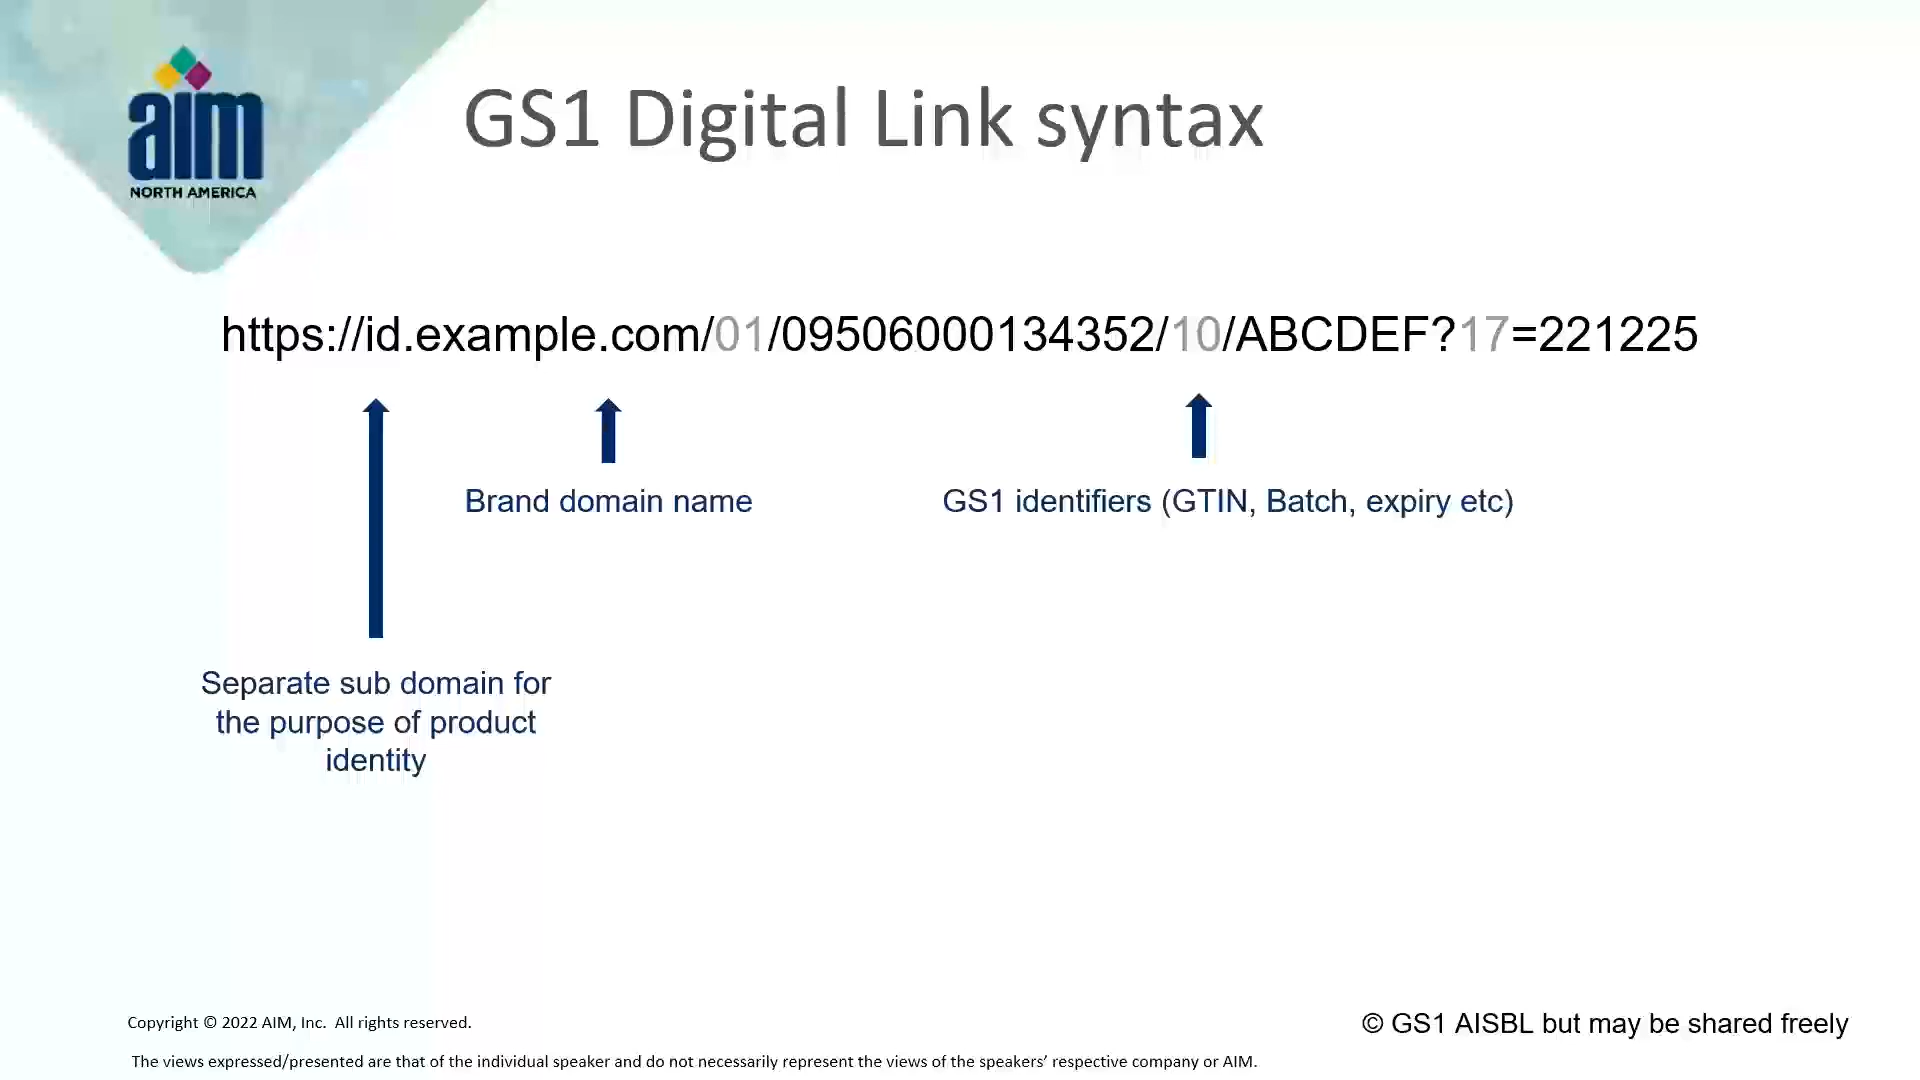 aim
NORTH AMERICA
GS1 Digital Link syntax
https://id.example.com/01/09506000134352/10/ABCDEF?17=221225
Brand domain name
GS1 identifiers (GTIN, Batch, expiry etc)
Separate sub domain for
the purpose of product
identity
Copyright © 2022 AIM, Inc.  All rights reserved.
© GS1 AISBL but may be shared freely
The views expressed/presented are that of the individual speaker and do not necessarily represent the views of the speakers’ respective company or AIM.